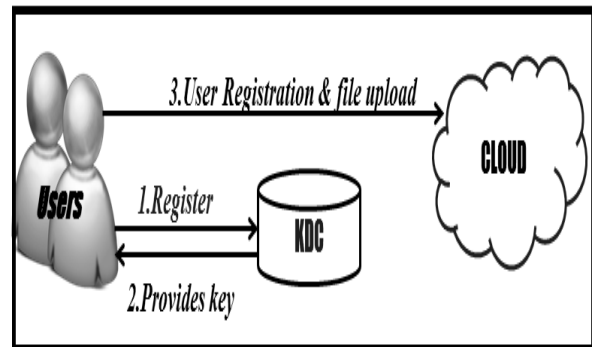 3.User Registration & file upload
CLOUD
Users
1.Register
KDC
2.Provides key